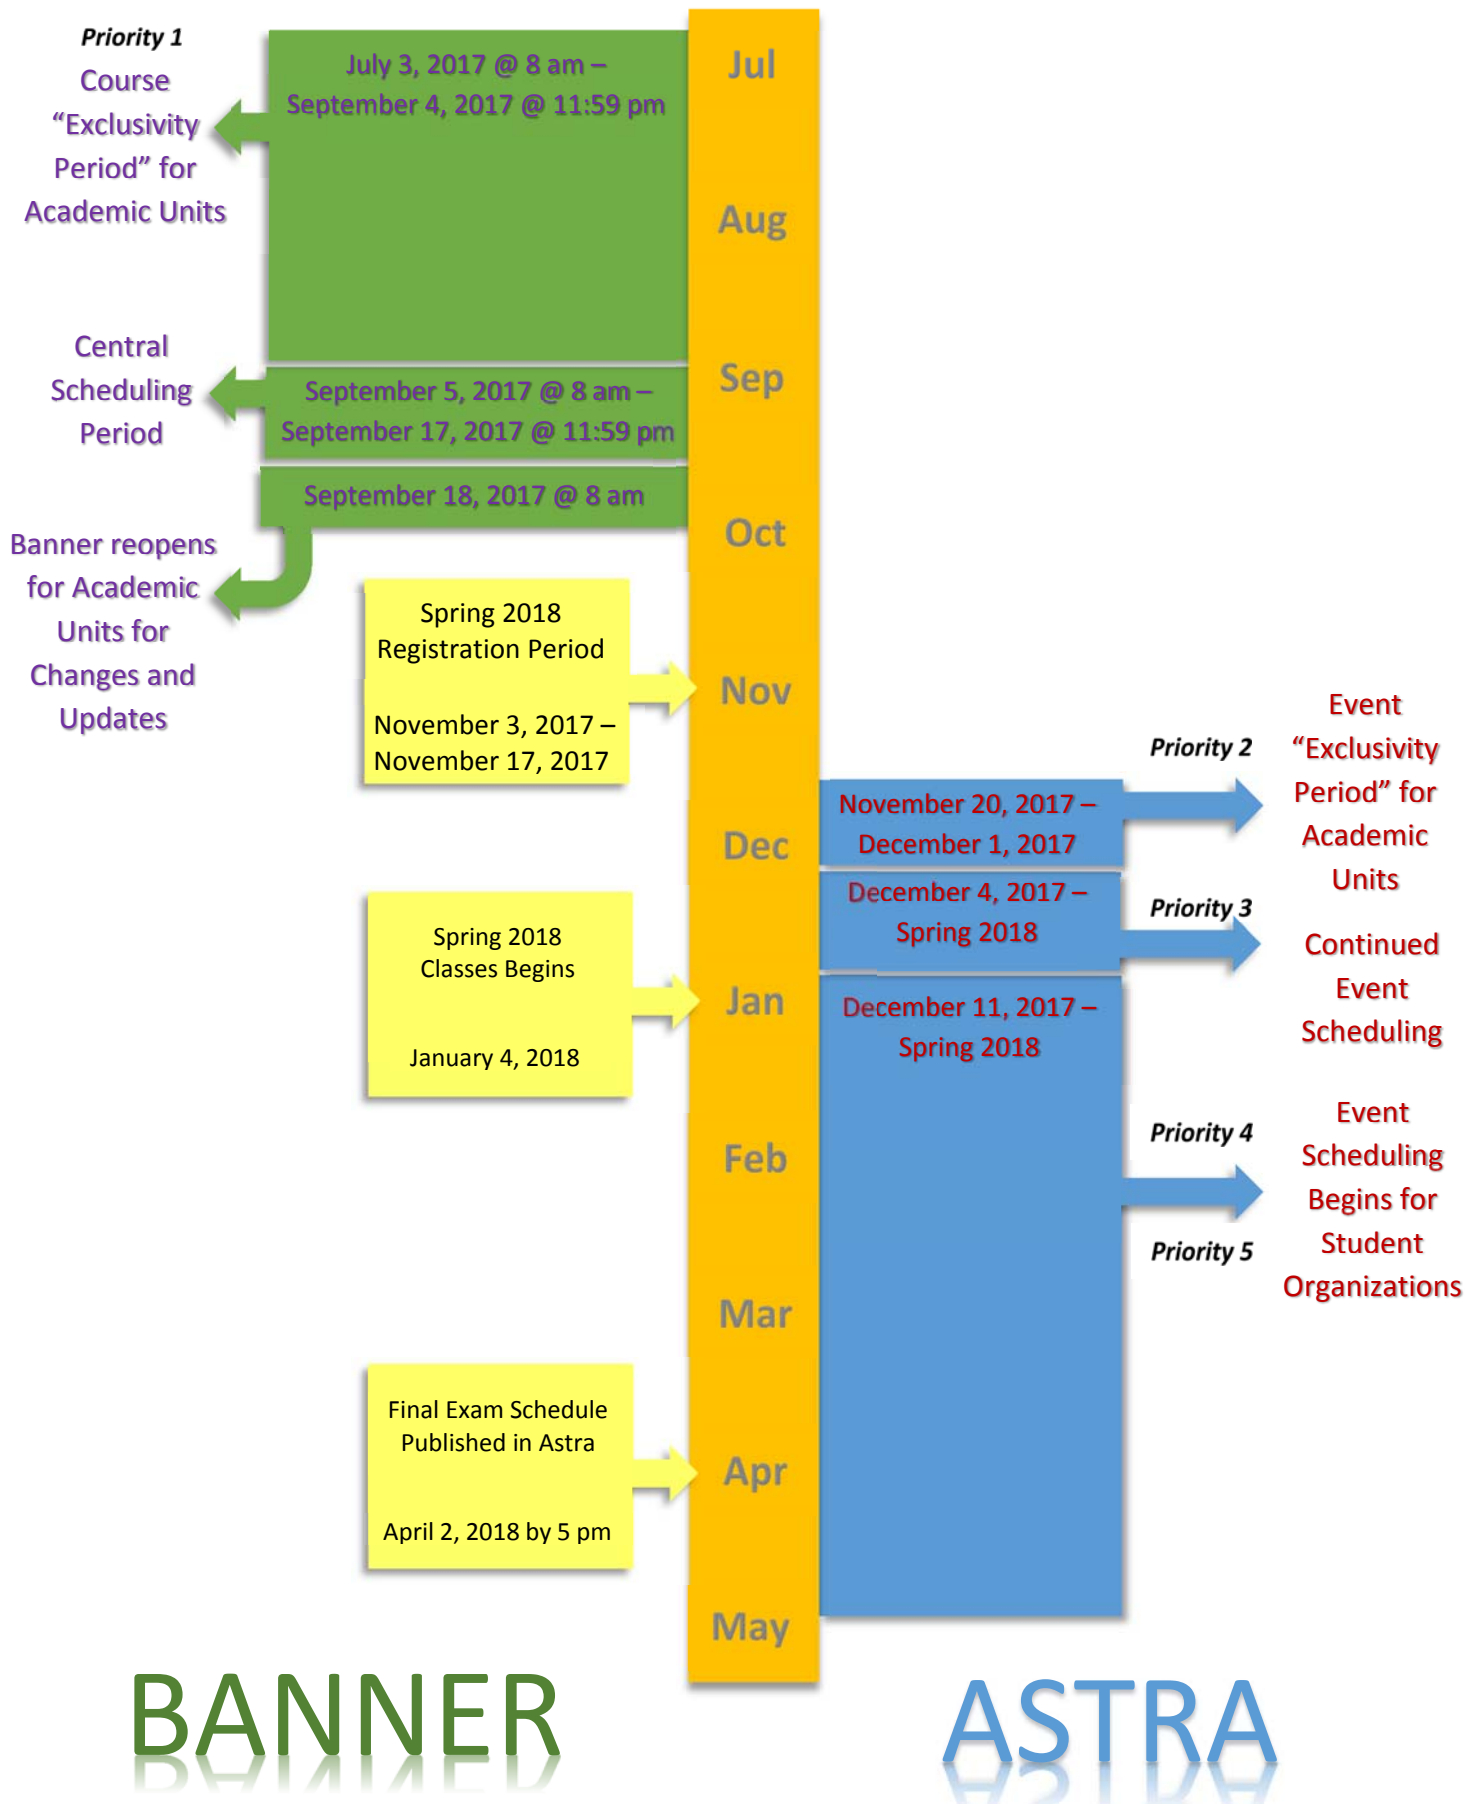 Priority 1
Course
“Exclusivity
Period” for
Academic Units
July 3, 2017 @ 8 am –
September 4, 2017 @ 11:59 pm
Central
Scheduling
Period
September 5, 2017 @ 8 am –
September 17, 2017 @ 11:59 pm
September 18, 2017 @ 8 am
Banner reopens
for Academic
Units for
Changes and
Updates
Spring 2018
Registration Period
November 3, 2017 –
November 17, 2017
Spring 2018
Classes Begins
January 4, 2018
Final Exam Schedule
Published in Astra
April 2, 2018 by 5 pm
Jul
Aug
Sep
Oct
Nov
Dec
Jan
Feb
Mar
Apr
May
November 20, 2017 –
December 1, 2017
Priority 2
Event
“Exclusivity
Period” for
Academic
Units
December 4, 2017 –
Spring 2018
Priority 3
Continued
Event
Scheduling
December 11, 2017 –
Spring 2018
Priority 4
Priority 5
Event
Scheduling
Begins for
Student
Organizations
BANNER
ASTRA